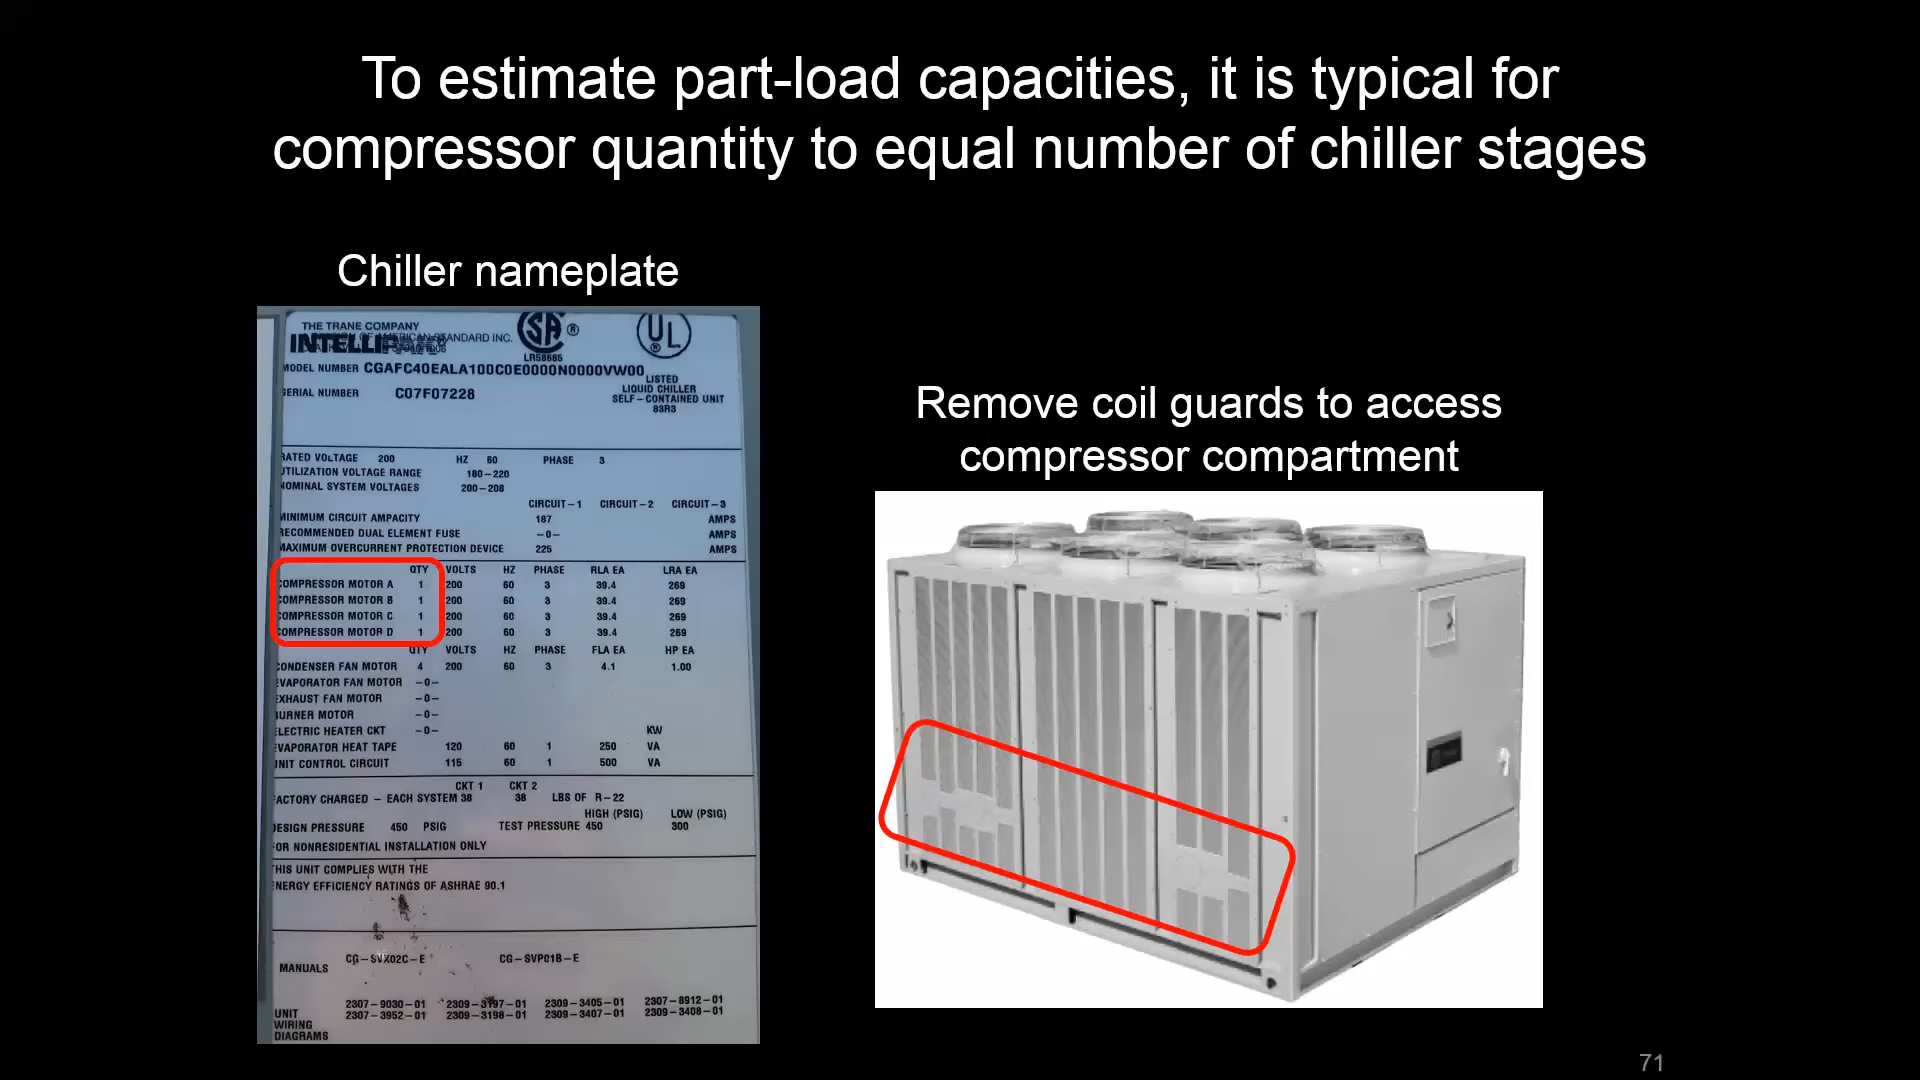 To estimate part-load capacities, it is typical for
compressor quantity to equal number of chiller stages
Chiller nameplate
THE TRANE COMPANY
OF AMERICAN STANDARD INC.
SA ®
UL ®
LR58665
MODEL NUMBER CGAFC40EALA100C0E0000N0000VW00
SERIAL NUMBER C07F07228
LISTED
LIQUID CHILLER
SELF-CONTAINED UNIT
83R3
RATED VOLTAGE 200 HZ 60 PHASE 3
UTILIZATION VOLTAGE RANGE 180-220
NOMINAL SYSTEM VOLTAGES 200-208
CIRCUIT-1 CIRCUIT-2 CIRCUIT-3
MINIMUM CIRCUIT AMPACITY 187 AMPS
RECOMMENDED DUAL ELEMENT FUSE -0- AMPS
MAXIMUM OVERCURRENT PROTECTION DEVICE 225 AMPS
QTY VOLTS HZ PHASE RLA EA LRA EA
COMPRESSOR MOTOR A 1 200 60 3 39.4 269
COMPRESSOR MOTOR B 1 200 60 3 39.4 269
COMPRESSOR MOTOR C 1 200 60 3 39.4 269
COMPRESSOR MOTOR D 1 200 60 3 39.4 269
QTY VOLTS HZ PHASE FLA EA HP EA
CONDENSER FAN MOTOR 4 200 60 3 4.1 1.00
EVAPORATOR FAN MOTOR -0-
EXHAUST FAN MOTOR -0-
BURNER MOTOR -0-
ELECTRIC HEATER CKT -0- KW
EVAPORATOR HEAT TAPE 120 60 1 250 VA
UNIT CONTROL CIRCUIT 115 60 1 500 VA
CKT 1 CKT 2
FACTORY CHARGED - EACH SYSTEM 38 38 LBS OF R-22
HIGH (PSIG) LOW (PSIG)
DESIGN PRESSURE 450 PSIG TEST PRESSURE 450 300
FOR NONRESIDENTIAL INSTALLATION ONLY
THIS UNIT COMPLIES WITH THE
ENERGY EFFICIENCY RATINGS OF ASHRAE 90.1
MANUALS CG-SVX02C-E CG-SVP01B-E
UNIT
WIRING
DIAGRAMS
2307-9030-01 2309-3197-01 2309-3405-01 2307-8912-01
2307-3952-01 2309-3198-01 2309-3407-01 2309-3408-01
Remove coil guards to access
compressor compartment
71